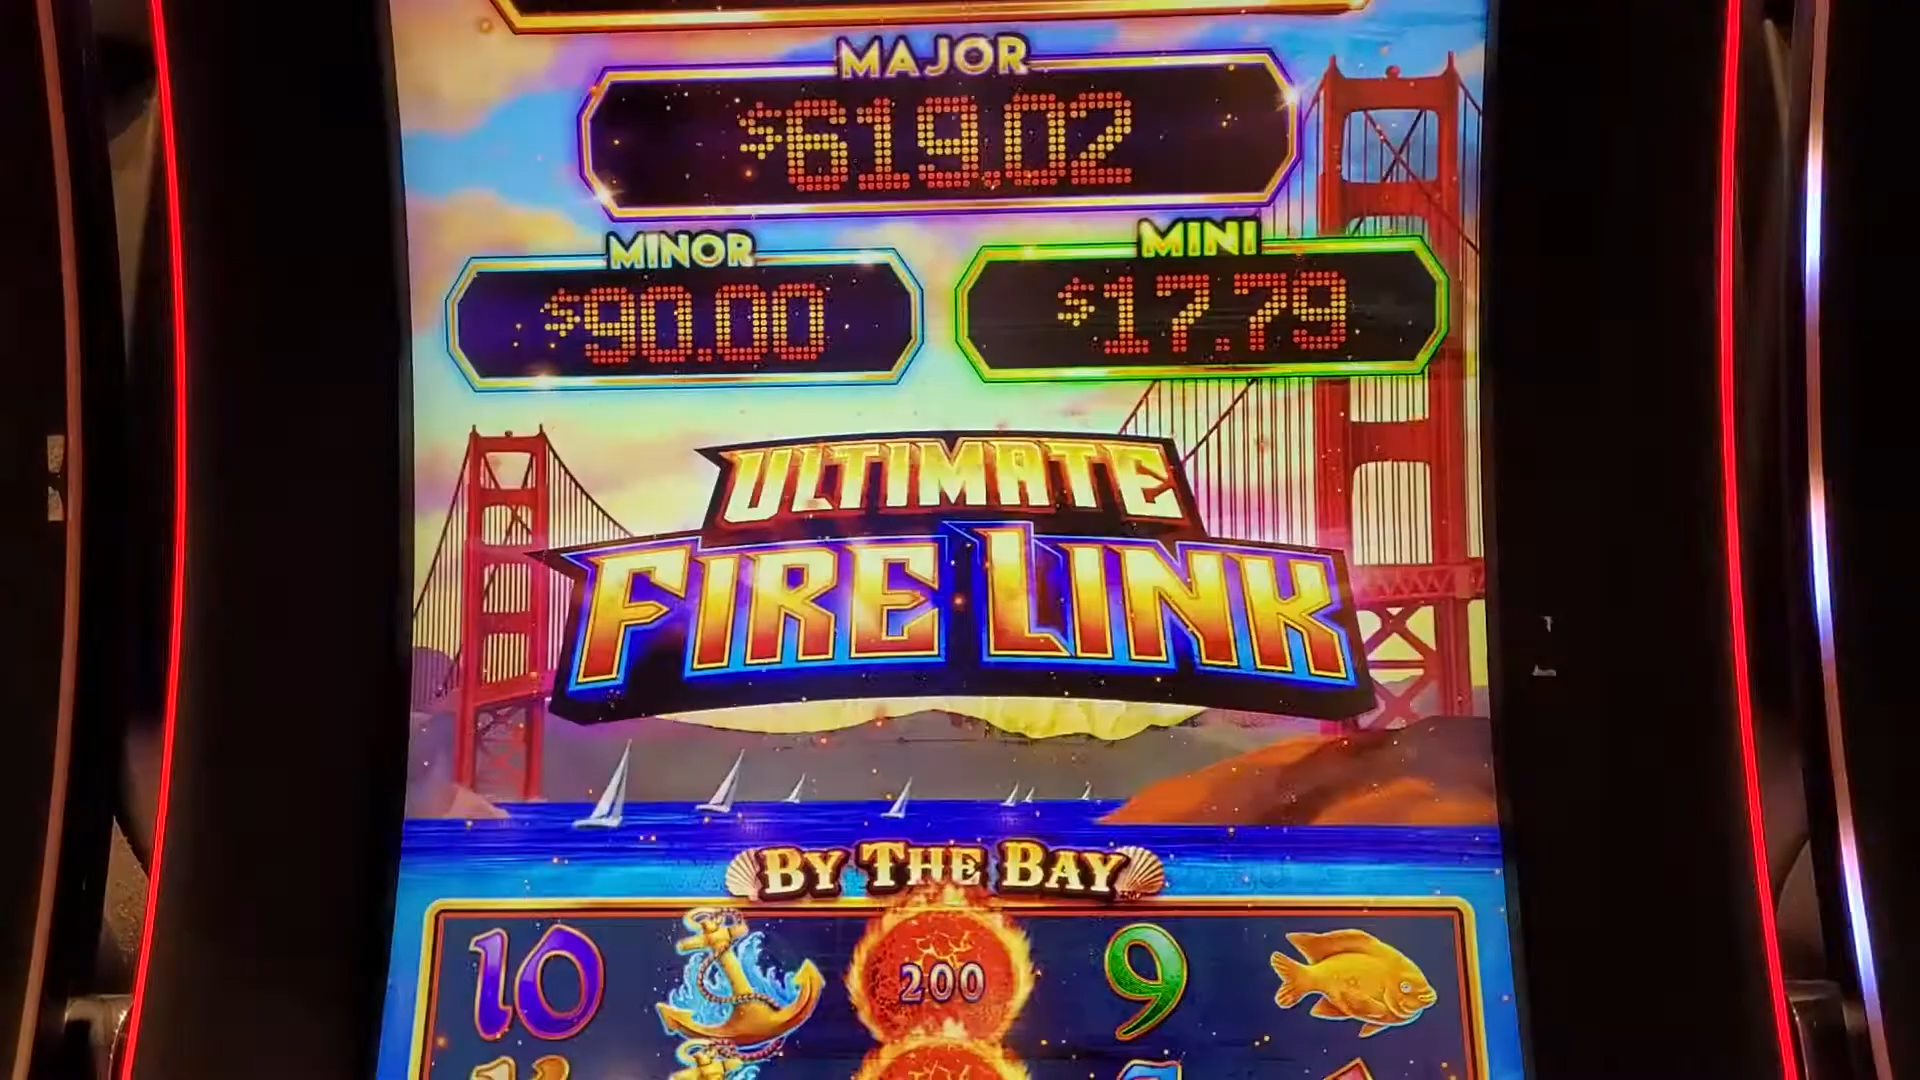 MAJOR
$619.02
MINOR
$90.00
MINI
$17.79
ULTIMATE
FIRE LINK
BY THE BAY
10
200
9